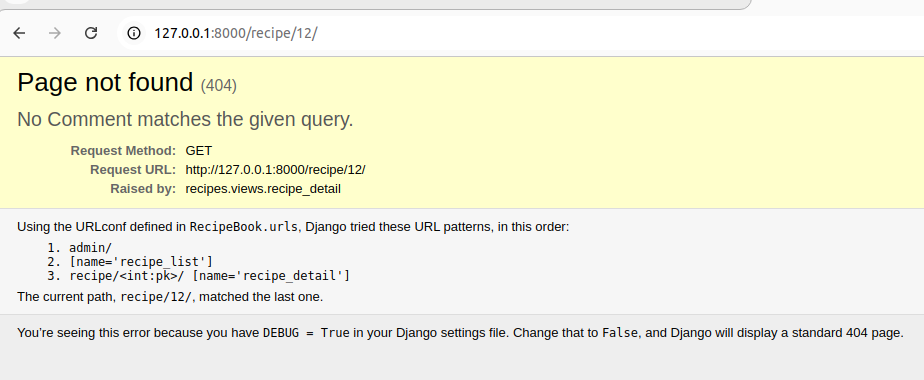 127.0.0.1:8000/recipe/12/
Page not found (404)
No Comment matches the given query.
Request Method: GET
Request URL: http://127.0.0.1:8000/recipe/12/
Raised by: recipes.views.recipe_detail
Using the URLconf defined in RecipeBook.urls, Django tried these URL patterns, in this order:
1. admin/
2. [name='recipe_list']
3. recipe/<int:pk>/ [name='recipe_detail']
The current path, recipe/12/, matched the last one.
You’re seeing this error because you have DEBUG = True in your Django settings file. Change that to False, and Django will display a standard 404 page.